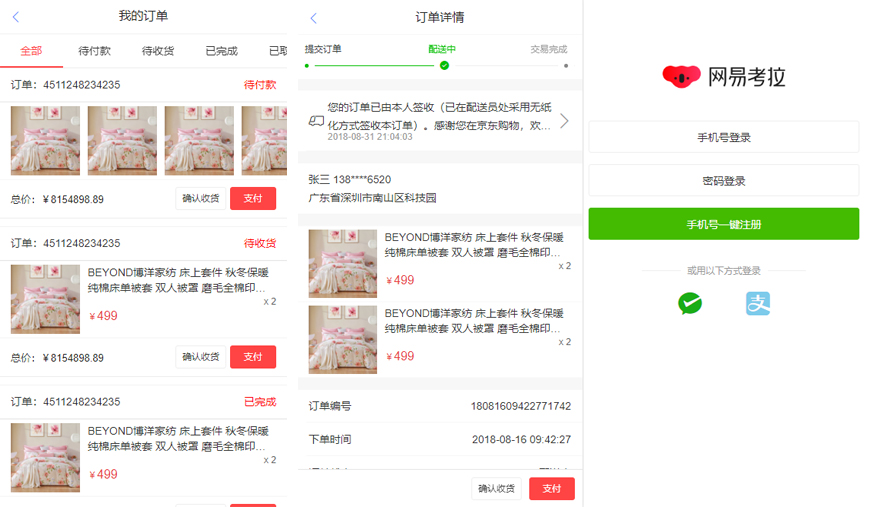 我的订单
全部 待付款 待收货 已完成 已取
订单：4511248234235 待付款
总价：¥8154898.89 确认收货 支付
订单：4511248234235 待收货
BEYOND博洋家纺 床上套件 秋冬保暖
纯棉床单被套 双人被罩 磨毛全棉印...
x 2
¥499
总价：¥8154898.89 确认收货 支付
订单：4511248234235 已完成
BEYOND博洋家纺 床上套件 秋冬保暖
纯棉床单被套 双人被罩 磨毛全棉印...
x 2
¥499
订单详情
提交订单 配送中 交易完成
您的订单已由本人签收（已在配送员处采用无纸
化方式签收本订单）。感谢您在京东购物，欢...
2018-08-31 21:04:03
张三 138****6520
广东省深圳市南山区科技园
BEYOND博洋家纺 床上套件 秋冬保暖
纯棉床单被套 双人被罩 磨毛全棉印...
x 2
¥499
BEYOND博洋家纺 床上套件 秋冬保暖
纯棉床单被套 双人被罩 磨毛全棉印...
x 2
¥499
订单编号 18081609422771742
下单时间 2018-08-16 09:42:27
确认收货 支付
网易考拉
手机号登录
密码登录
手机号一键注册
或用以下方式登录
支